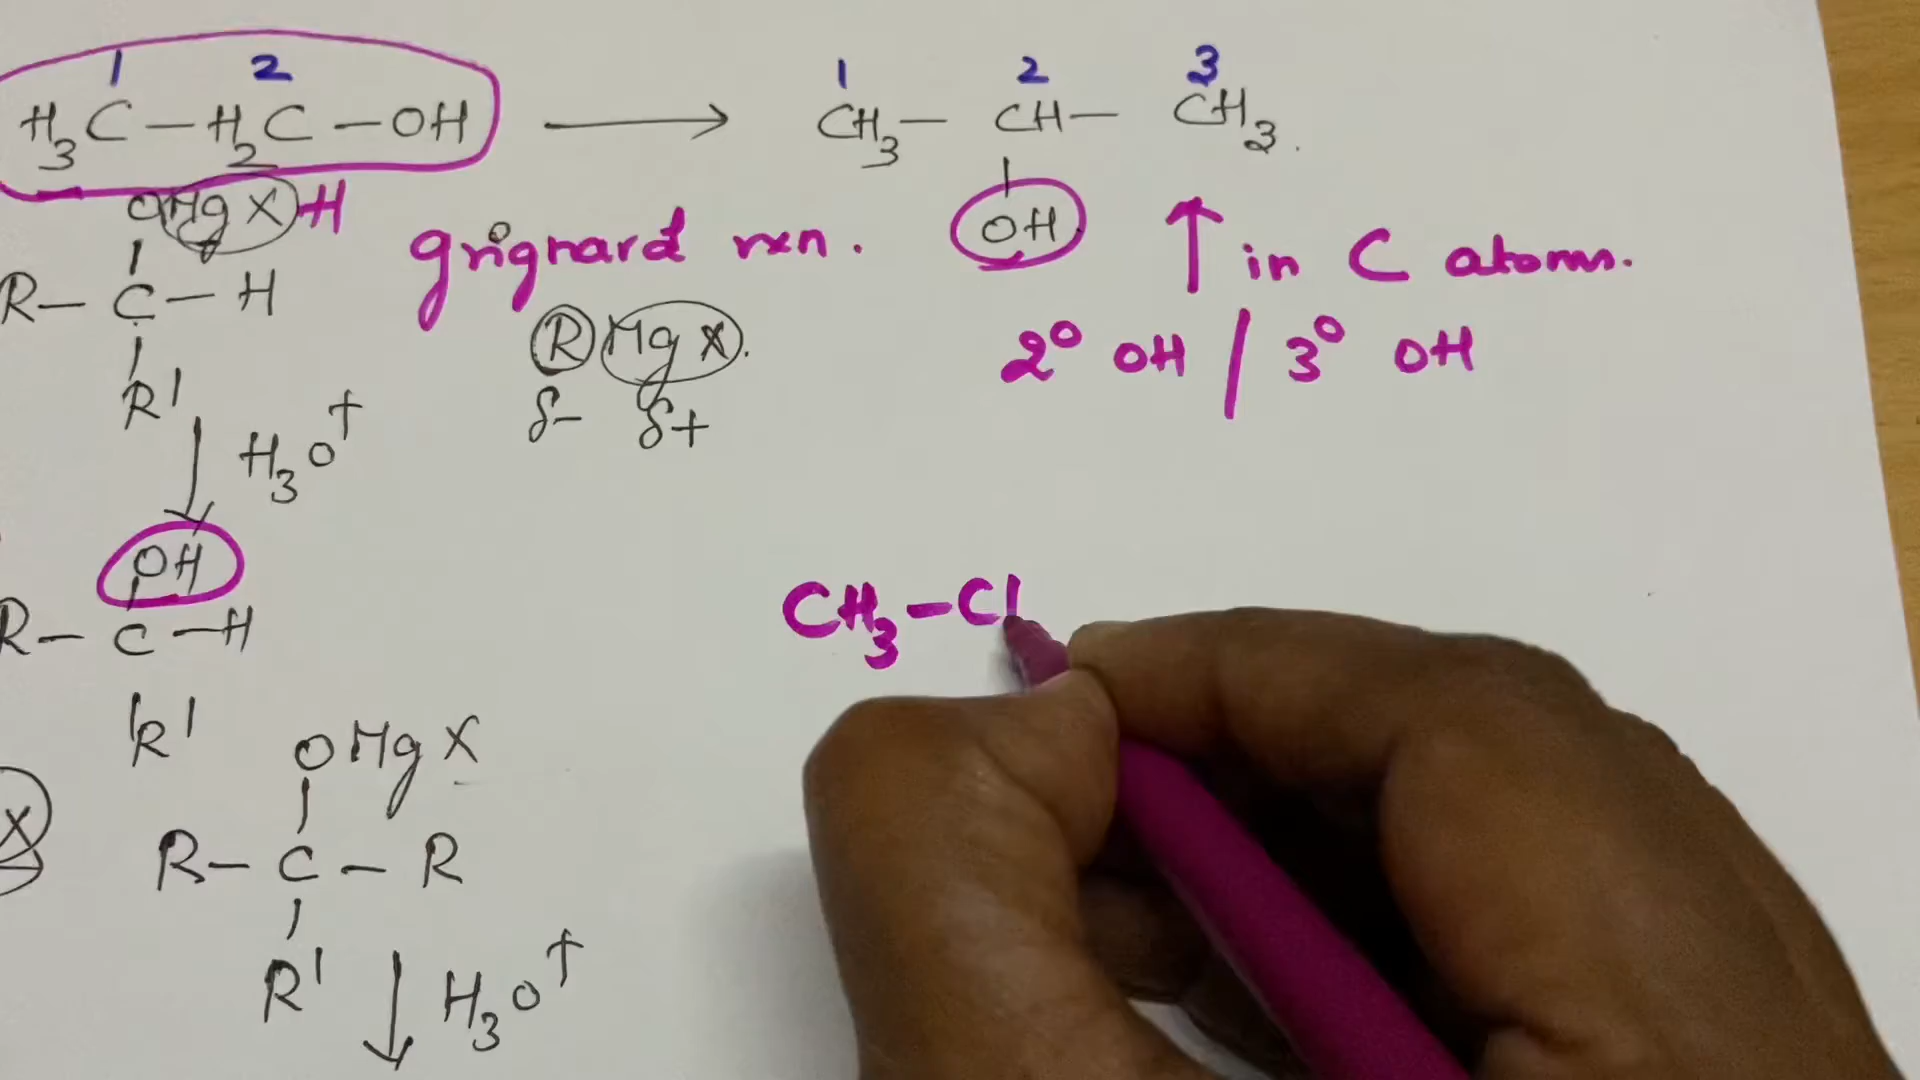 1 2 1 2 3
H₃C — H₂C — OH → CH₃ — CH — CH₃.
OMgX H OH
grignard rxn. ↑ in C atoms.
R — C — H
R MgX. 2° OH / 3° OH
R'
δ- δ+
↓ H₃O⁺
OH
CH₃ — Cl
R — C — H
R'
OMgX
X
R — C — R
R'
↓ H₃O⁺